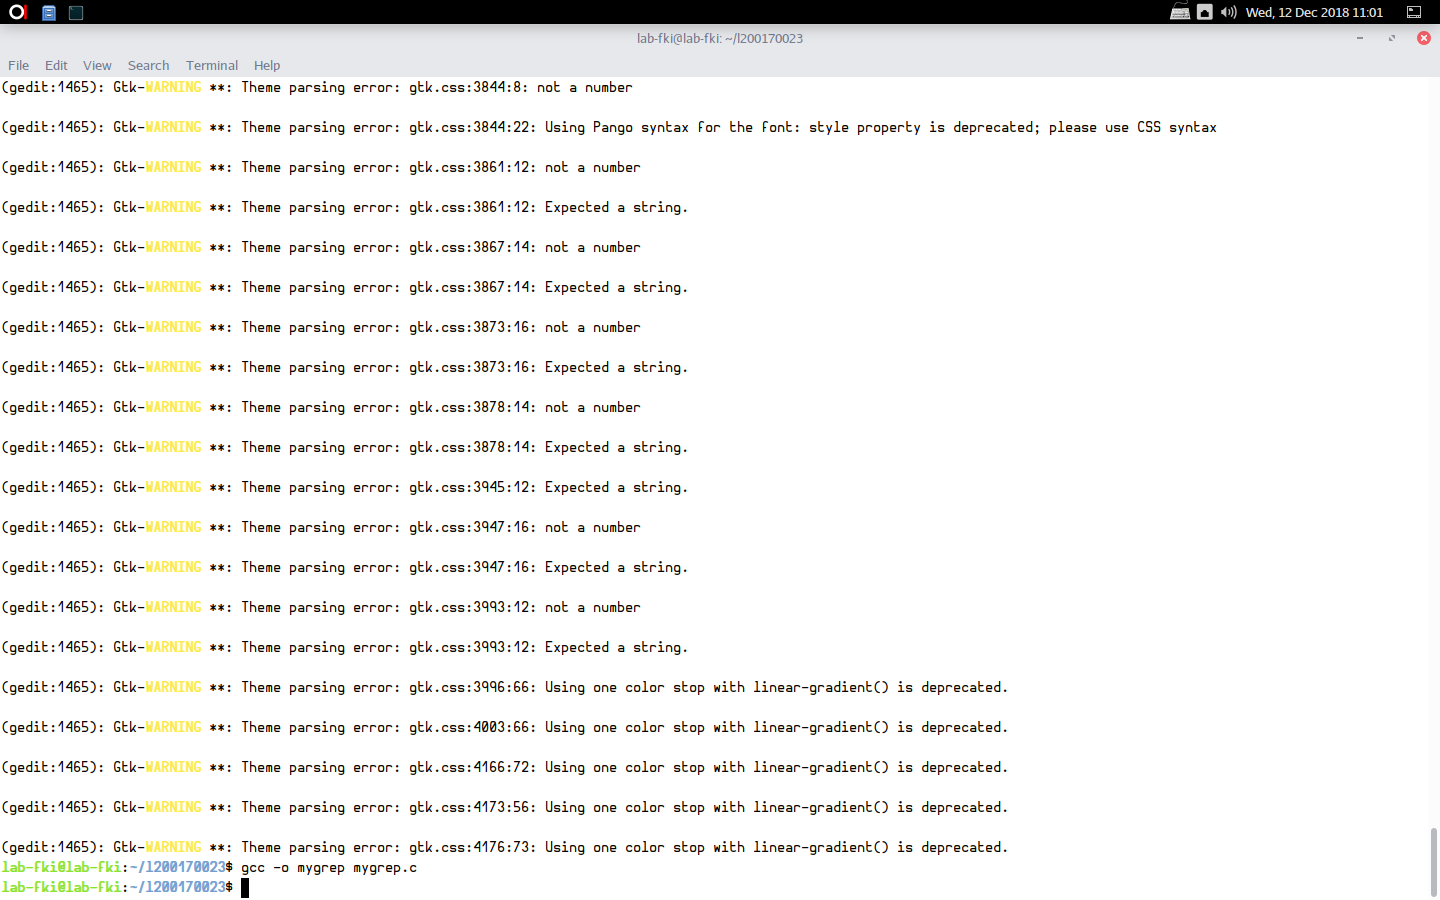 Wed, 12 Dec 2018 11:01
lab-fki@lab-fki: ~/l200170023
File Edit View Search Terminal Help
(gedit:1465): Gtk-WARNING **: Theme parsing error: gtk.css:3844:8: not a number
(gedit:1465): Gtk-WARNING **: Theme parsing error: gtk.css:3844:22: Using Pango syntax for the font: style property is deprecated; please use CSS syntax
(gedit:1465): Gtk-WARNING **: Theme parsing error: gtk.css:3861:12: not a number
(gedit:1465): Gtk-WARNING **: Theme parsing error: gtk.css:3861:12: Expected a string.
(gedit:1465): Gtk-WARNING **: Theme parsing error: gtk.css:3867:14: not a number
(gedit:1465): Gtk-WARNING **: Theme parsing error: gtk.css:3867:14: Expected a string.
(gedit:1465): Gtk-WARNING **: Theme parsing error: gtk.css:3873:16: not a number
(gedit:1465): Gtk-WARNING **: Theme parsing error: gtk.css:3873:16: Expected a string.
(gedit:1465): Gtk-WARNING **: Theme parsing error: gtk.css:3878:14: not a number
(gedit:1465): Gtk-WARNING **: Theme parsing error: gtk.css:3878:14: Expected a string.
(gedit:1465): Gtk-WARNING **: Theme parsing error: gtk.css:3945:12: Expected a string.
(gedit:1465): Gtk-WARNING **: Theme parsing error: gtk.css:3947:16: not a number
(gedit:1465): Gtk-WARNING **: Theme parsing error: gtk.css:3947:16: Expected a string.
(gedit:1465): Gtk-WARNING **: Theme parsing error: gtk.css:3993:12: not a number
(gedit:1465): Gtk-WARNING **: Theme parsing error: gtk.css:3993:12: Expected a string.
(gedit:1465): Gtk-WARNING **: Theme parsing error: gtk.css:3996:66: Using one color stop with linear-gradient() is deprecated.
(gedit:1465): Gtk-WARNING **: Theme parsing error: gtk.css:4003:66: Using one color stop with linear-gradient() is deprecated.
(gedit:1465): Gtk-WARNING **: Theme parsing error: gtk.css:4166:72: Using one color stop with linear-gradient() is deprecated.
(gedit:1465): Gtk-WARNING **: Theme parsing error: gtk.css:4173:56: Using one color stop with linear-gradient() is deprecated.
(gedit:1465): Gtk-WARNING **: Theme parsing error: gtk.css:4176:73: Using one color stop with linear-gradient() is deprecated.
lab-fki@lab-fki:~/l200170023$ gcc -o mygrep mygrep.c
lab-fki@lab-fki:~/l200170023$